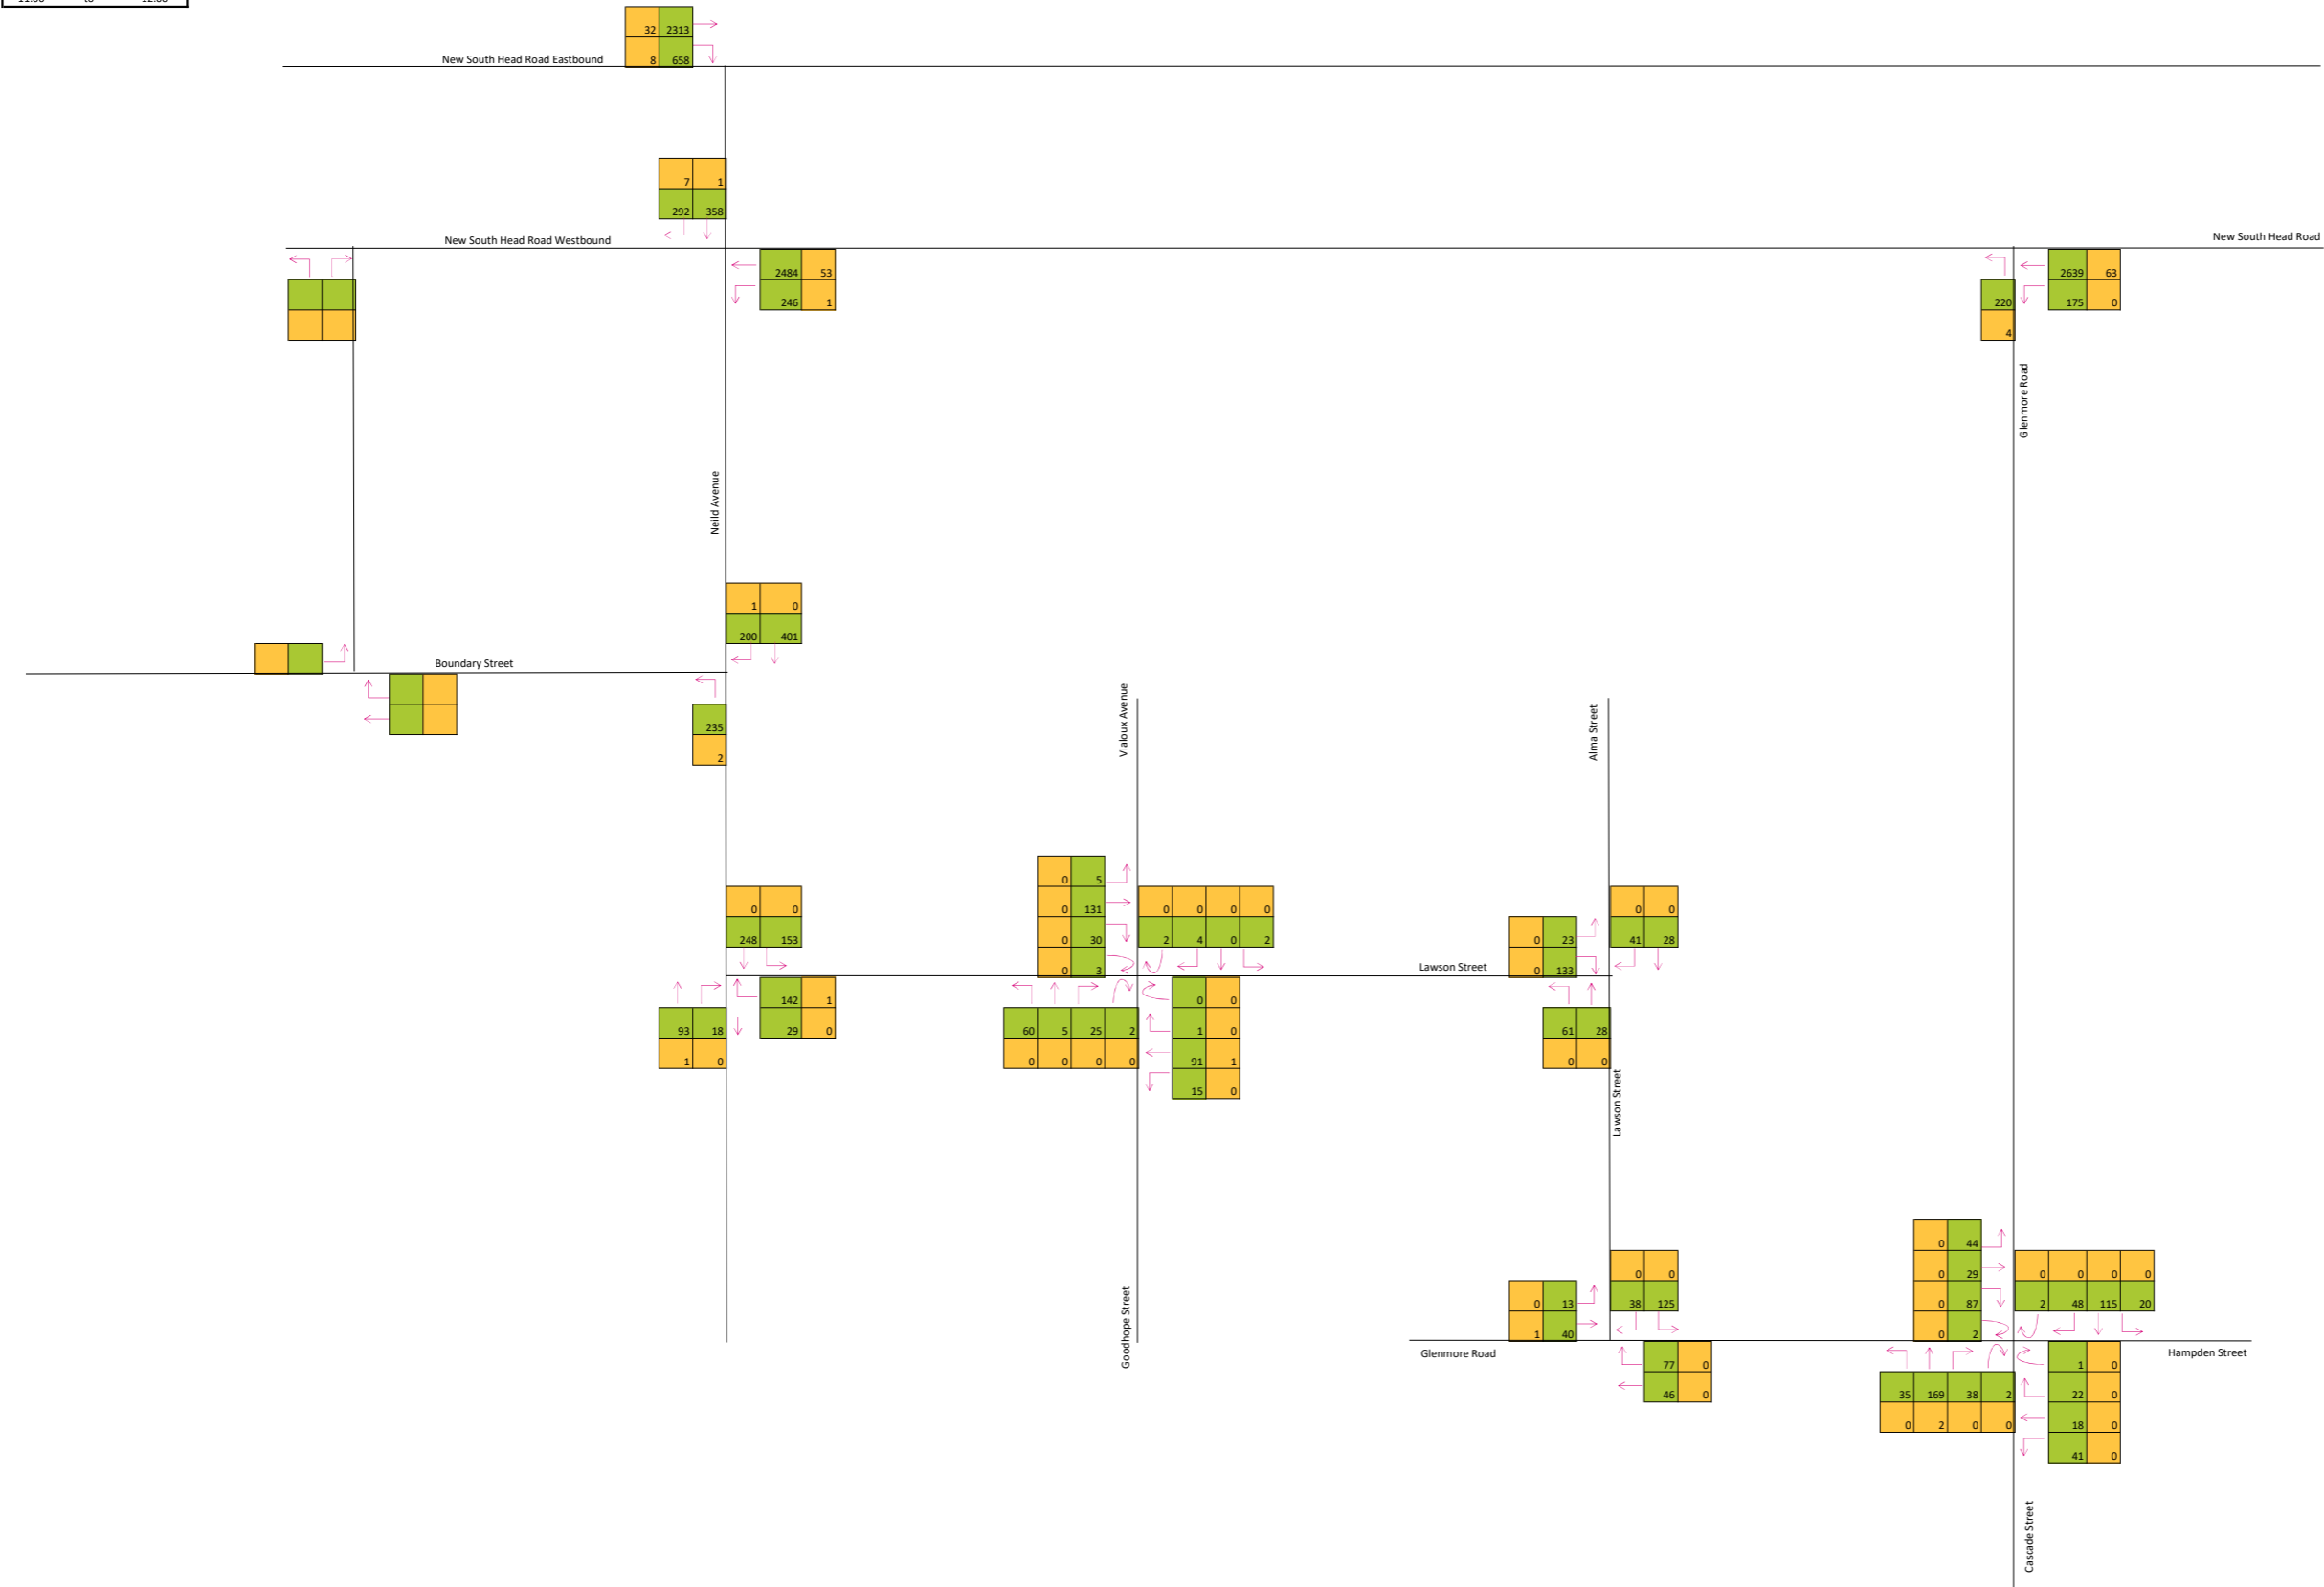 11:00 to 12:00
32 2313
8 658
New South Head Road Eastbound
7 1
292 358
New South Head Road Westbound
New South Head Road
2484 53
246 1
2639 63
175 0
220
4
Glenmore Road
Neild Avenue
1 0
200 401
Boundary Street
235
2
Vialoux Avenue
Alma Street
0 5
0 131
0 30
0 3
0 0 0 0
2 4 0 2
0 0
248 153
0 23
0 133
0 0
41 28
Lawson Street
142 1
29 0
93 18
1 0
60 5 25 2
0 0 0 0
0 0
1 0
91 1
15 0
61 28
0 0
Lawson Street
Goodhope Street
0 13
1 40
0 0
38 125
0 44
0 29
0 87
0 2
0 0 0 0
2 48 115 20
Glenmore Road
Hampden Street
77 0
46 0
35 169 38 2
0 2 0 0
1 0
22 0
18 0
41 0
Cascade Street